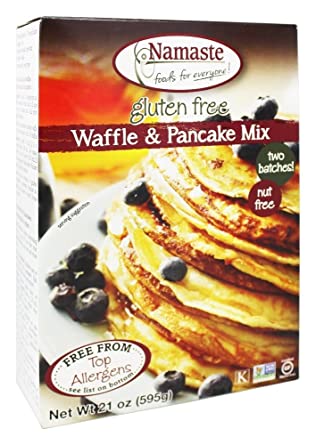 Namaste
foods for everyone!
gluten free
Waffle & Pancake Mix
two
batches!
nut
free
serving suggestion
FREE FROM
Top
Allergens
see list on bottom
Net Wt 21 oz (595g)
K